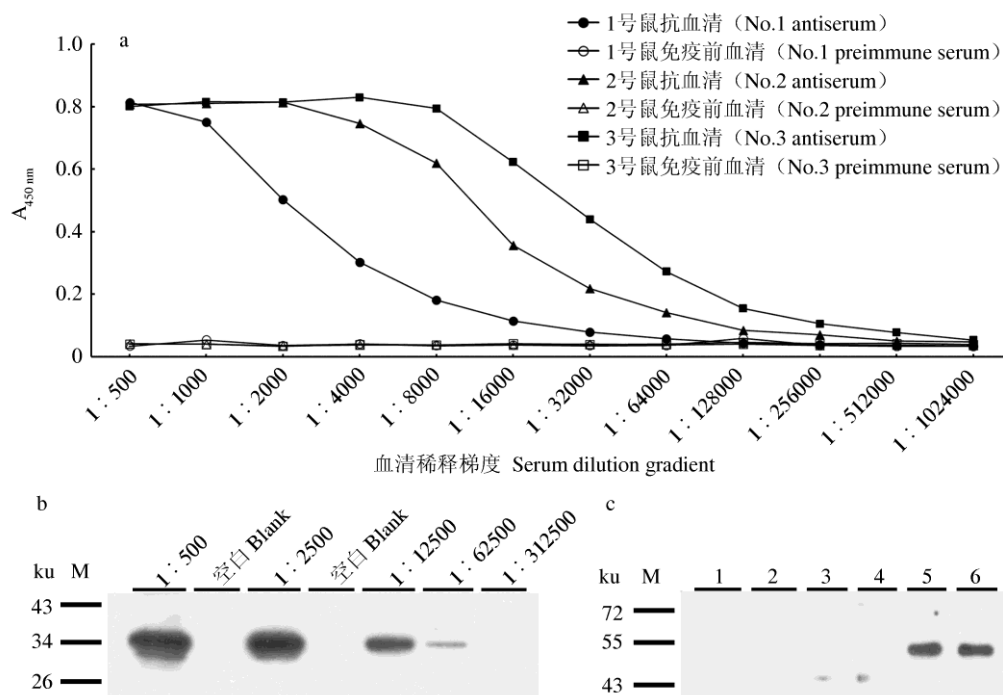 a
1.0
0.8
0.6
0.4
0.2
0
A450 nm
1号鼠抗血清（No.1 antiserum）
1号鼠免疫前血清（No.1 preimmune serum）
2号鼠抗血清（No.2 antiserum）
2号鼠免疫前血清（No.2 preimmune serum）
3号鼠抗血清（No.3 antiserum）
3号鼠免疫前血清（No.3 preimmune serum）
1∶500
1∶1000
1∶2000
1∶4000
1∶8000
1∶16000
1∶32000
1∶64000
1∶128000
1∶256000
1∶512000
1∶1024000
血清稀释梯度 Serum dilution gradient
b
ku M
1∶500
空白 Blank
1∶2500
空白 Blank
1∶12500
1∶62500
1∶312500
43
34
26
c
ku M 1 2 3 4 5 6
72
55
43